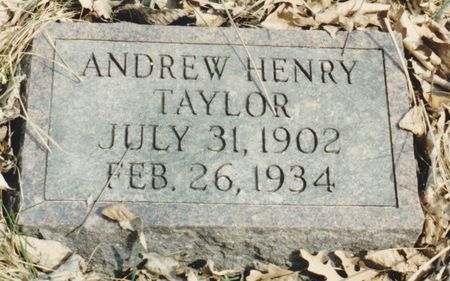 ANDREW HENRY
TAYLOR
JULY 31, 1902
FEB. 26, 1934